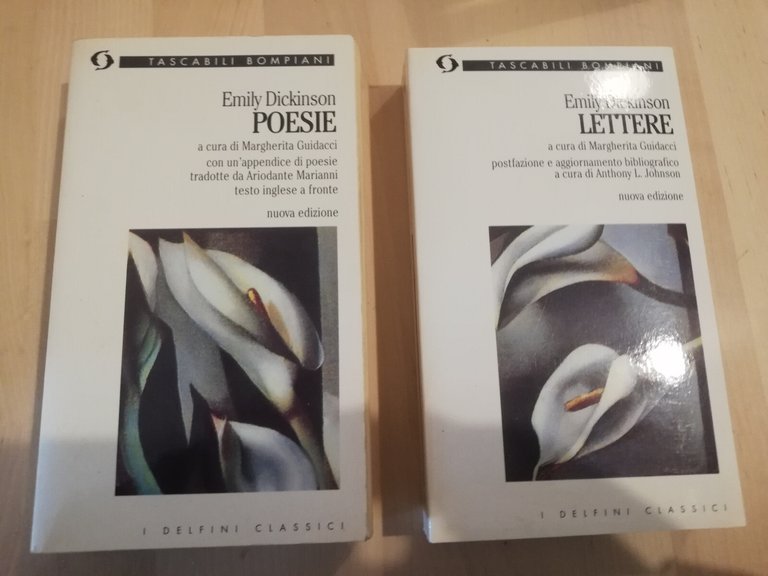 TASCABILI BOMPIANI
Emily Dickinson
POESIE
a cura di Margherita Guidacci
con un'appendice di poesie
tradotte da Ariodante Marianni
testo inglese a fronte
nuova edizione
I DELFINI CLASSICI
TASCABILI BOMPIANI
Emily Dickinson
LETTERE
a cura di Margherita Guidacci
postfazione e aggiornamento bibliografico
a cura di Anthony L. Johnson
nuova edizione
I DELFINI CLASSICI